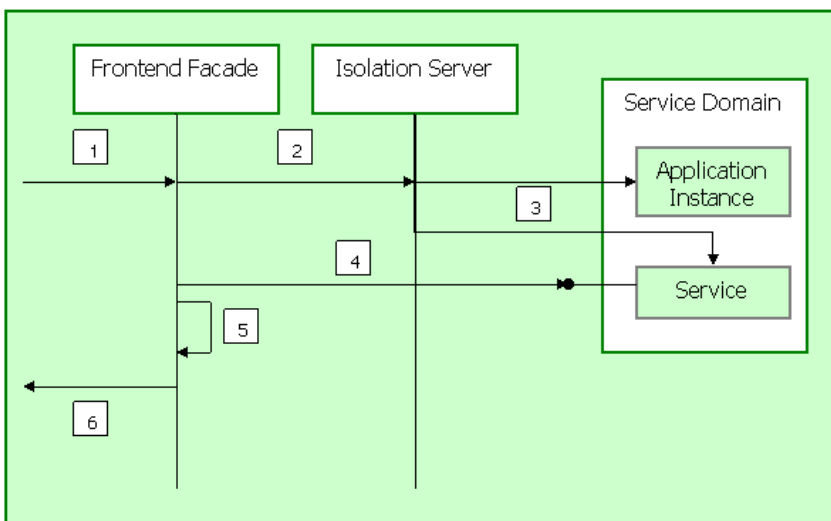 Frontend Facade
Isolation Server
Service Domain
1
2
Application
Instance
3
4
Service
5
6